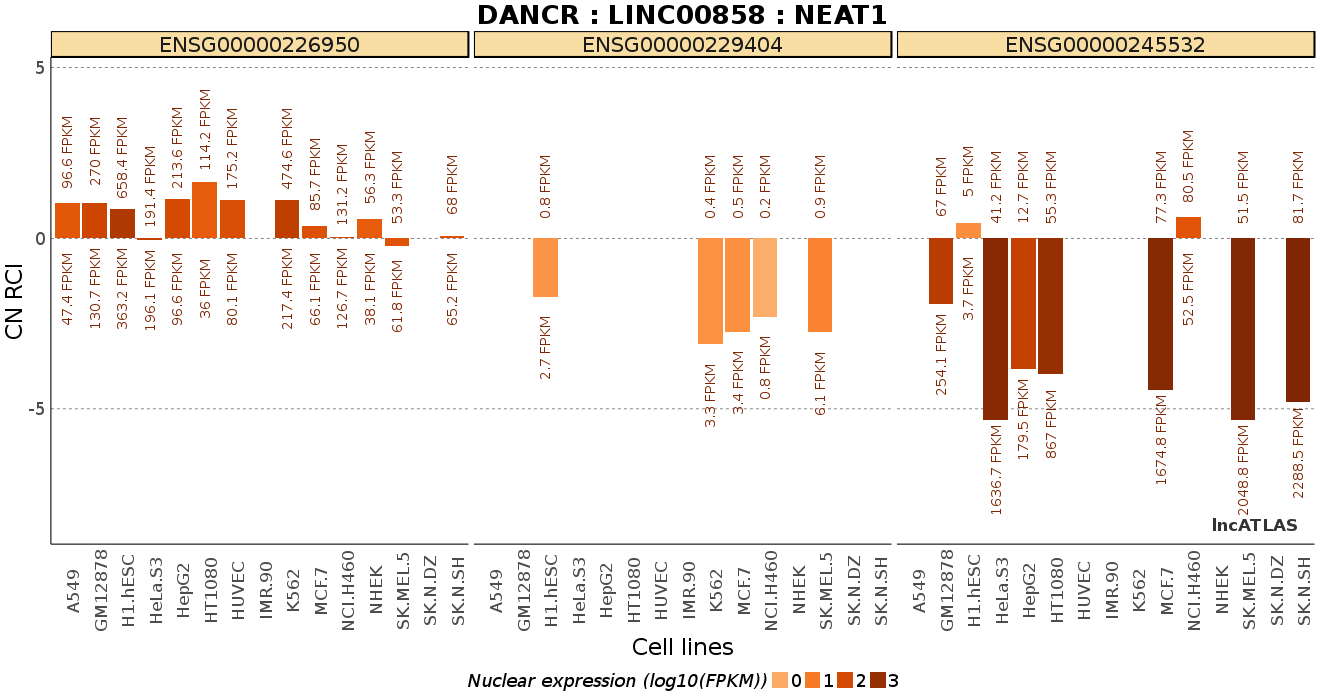 DANCR : LINC00858 : NEAT1
ENSG00000226950
ENSG00000229404
ENSG00000245532
CN RCI
5
0
-5
96.6 FPKM
270 FPKM
658.4 FPKM
191.4 FPKM
213.6 FPKM
114.2 FPKM
175.2 FPKM
474.6 FPKM
85.7 FPKM
131.2 FPKM
56.3 FPKM
53.3 FPKM
68 FPKM
47.4 FPKM
130.7 FPKM
363.2 FPKM
196.1 FPKM
96.6 FPKM
36 FPKM
80.1 FPKM
217.4 FPKM
66.1 FPKM
126.7 FPKM
38.1 FPKM
61.8 FPKM
65.2 FPKM
0.8 FPKM
0.4 FPKM
0.5 FPKM
0.2 FPKM
0.9 FPKM
2.7 FPKM
3.3 FPKM
3.4 FPKM
0.8 FPKM
6.1 FPKM
67 FPKM
5 FPKM
41.2 FPKM
12.7 FPKM
55.3 FPKM
77.3 FPKM
80.5 FPKM
51.5 FPKM
81.7 FPKM
254.1 FPKM
3.7 FPKM
1636.7 FPKM
179.5 FPKM
867 FPKM
1674.8 FPKM
52.5 FPKM
2048.8 FPKM
2288.5 FPKM
lncATLAS
A549
GM12878
H1.hESC
HeLa.S3
HepG2
HT1080
HUVEC
IMR.90
K562
MCF.7
NCI.H460
NHEK
SK.MEL.5
SK.N.DZ
SK.N.SH
A549
GM12878
H1.hESC
HeLa.S3
HepG2
HT1080
HUVEC
IMR.90
K562
MCF.7
NCI.H460
NHEK
SK.MEL.5
SK.N.DZ
SK.N.SH
A549
GM12878
H1.hESC
HeLa.S3
HepG2
HT1080
HUVEC
IMR.90
K562
MCF.7
NCI.H460
NHEK
SK.MEL.5
SK.N.DZ
SK.N.SH
Cell lines
Nuclear expression (log10(FPKM)) 0 1 2 3